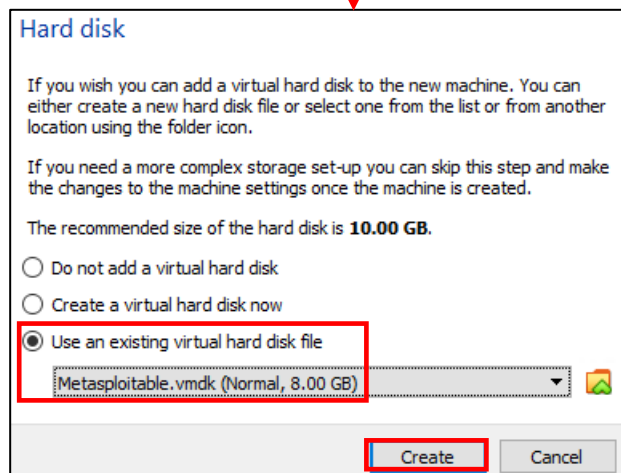 Hard disk
If you wish you can add a virtual hard disk to the new machine. You can
either create a new hard disk file or select one from the list or from another
location using the folder icon.
If you need a more complex storage set-up you can skip this step and make
the changes to the machine settings once the machine is created.
The recommended size of the hard disk is 10.00 GB.
Do not add a virtual hard disk
Create a virtual hard disk now
Use an existing virtual hard disk file
Metasploitable.vmdk (Normal, 8.00 GB)
Create Cancel